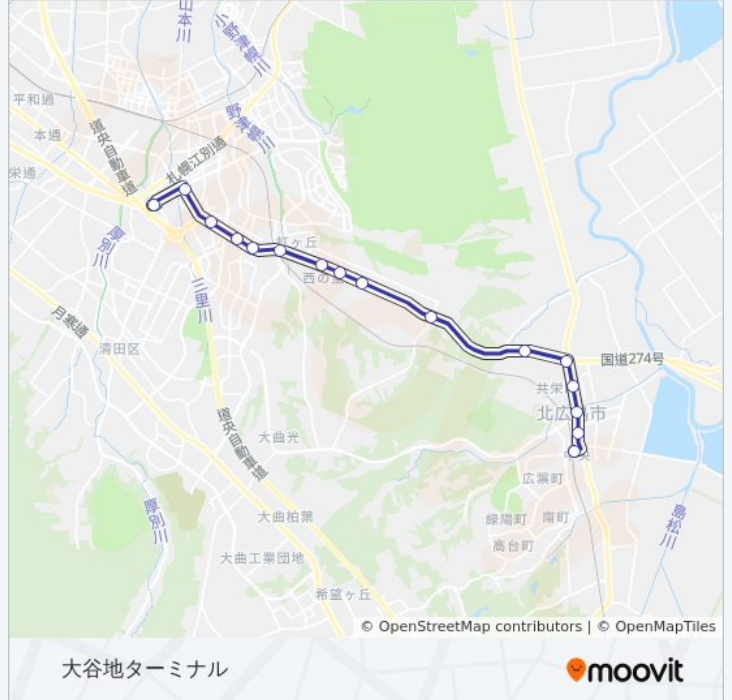 三本山
小野津幌川
平和通
本通
栄通
道央自動車道
野津幌川
札幌江別通
厚別川
虹ヶ丘
西の里
三里川
月寒通
清田区
国道274号
共栄
北広島市
中央
大曲光
道央自動車道
広葉町
緑陽町
南町
高台町
島松川
厚別川
大曲柏葉
大曲工業団地
希望ヶ丘
© OpenStreetMap contributors | © OpenMapTiles
大谷地ターミナル
moovit